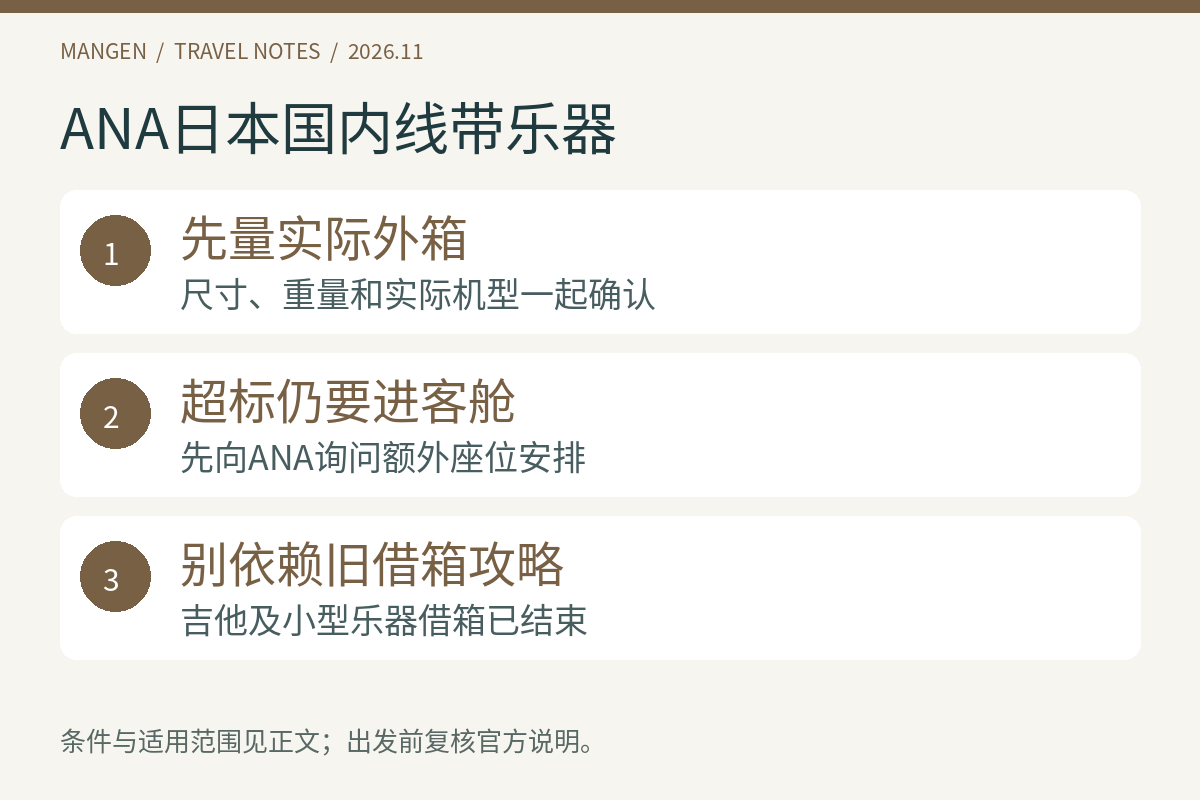 MANGEN / TRAVEL NOTES / 2026.11
ANA日本国内线带乐器
1
先量实际外箱
尺寸、重量和实际机型一起确认
2
超标仍要进客舱
先向ANA询问额外座位安排
3
别依赖旧借箱攻略
吉他及小型乐器借箱已结束
条件与适用范围见正文；出发前复核官方说明。